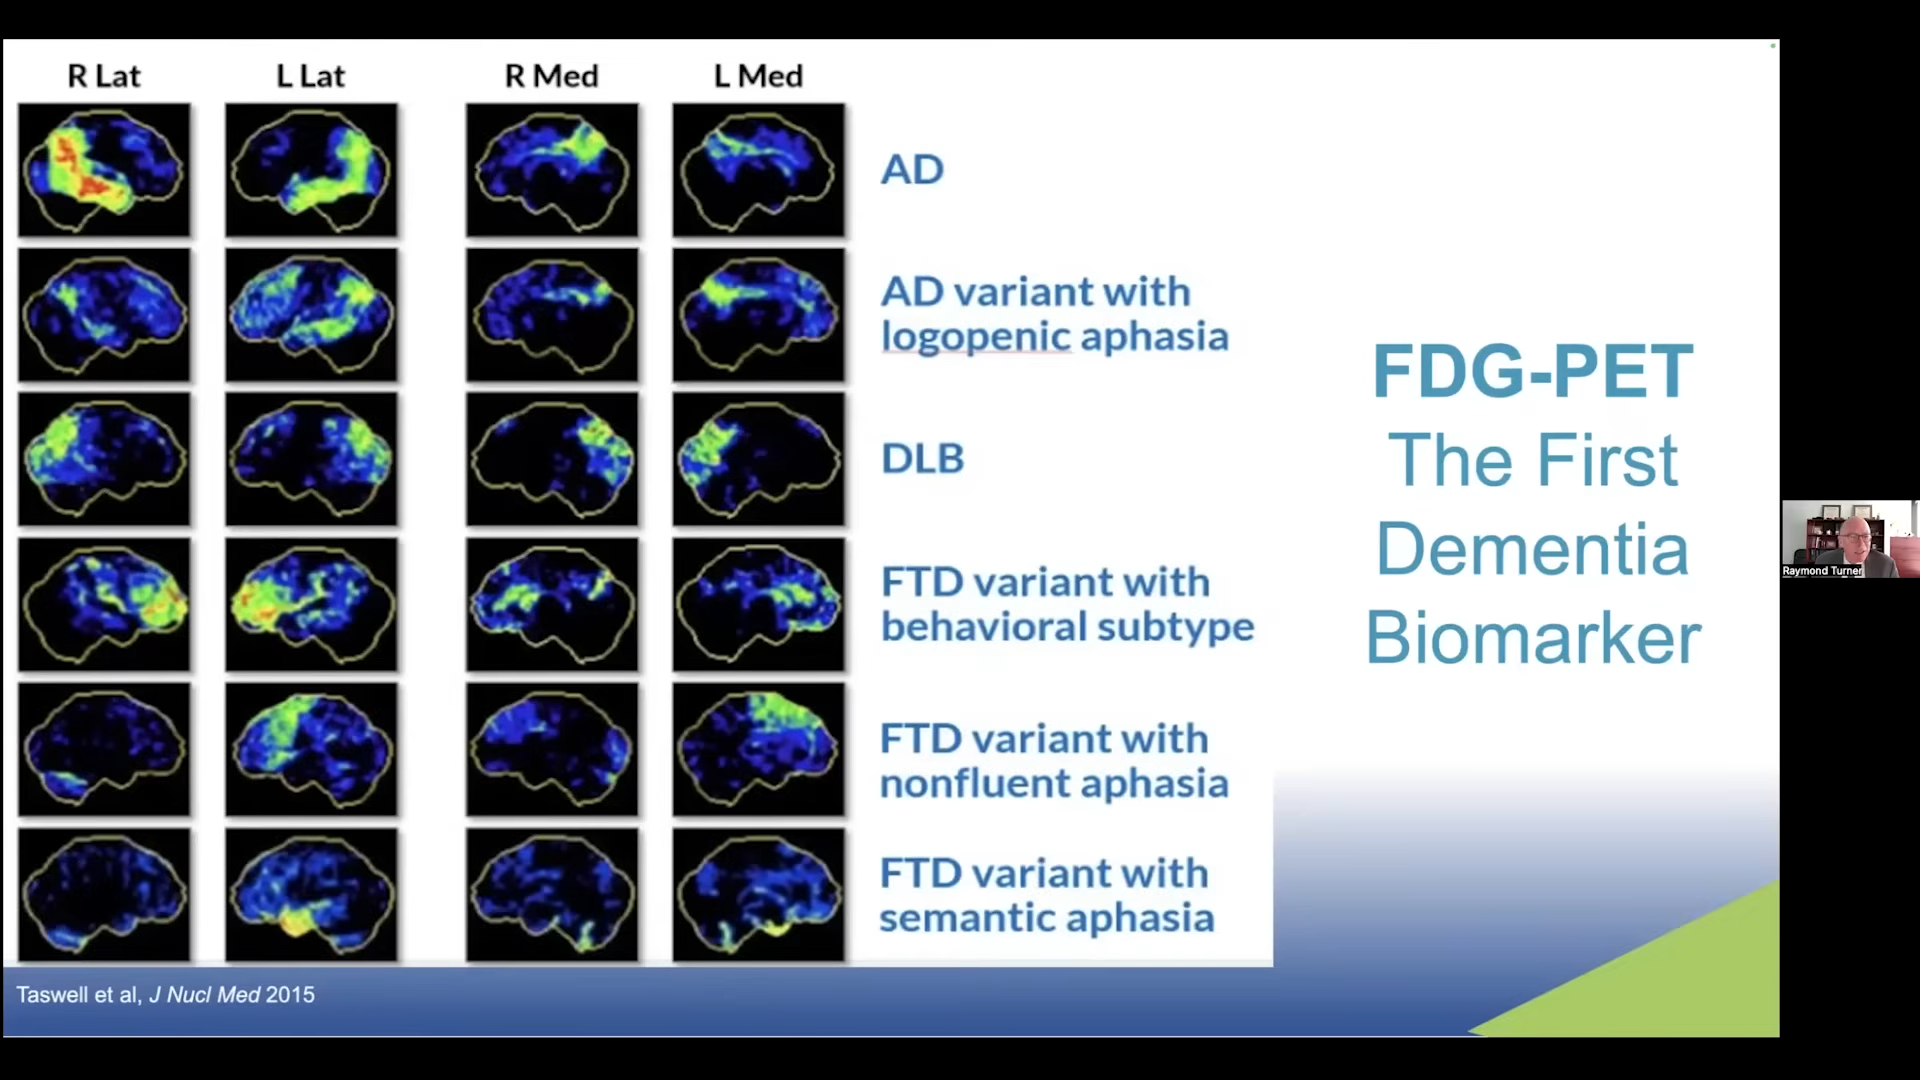 R Lat
L Lat
R Med
L Med
AD
AD variant with
logopenic aphasia
DLB
FTD variant with
behavioral subtype
FTD variant with
nonfluent aphasia
FTD variant with
semantic aphasia
FDG-PET
The First
Dementia
Biomarker
Raymond Turner
Taswell et al, J Nucl Med 2015